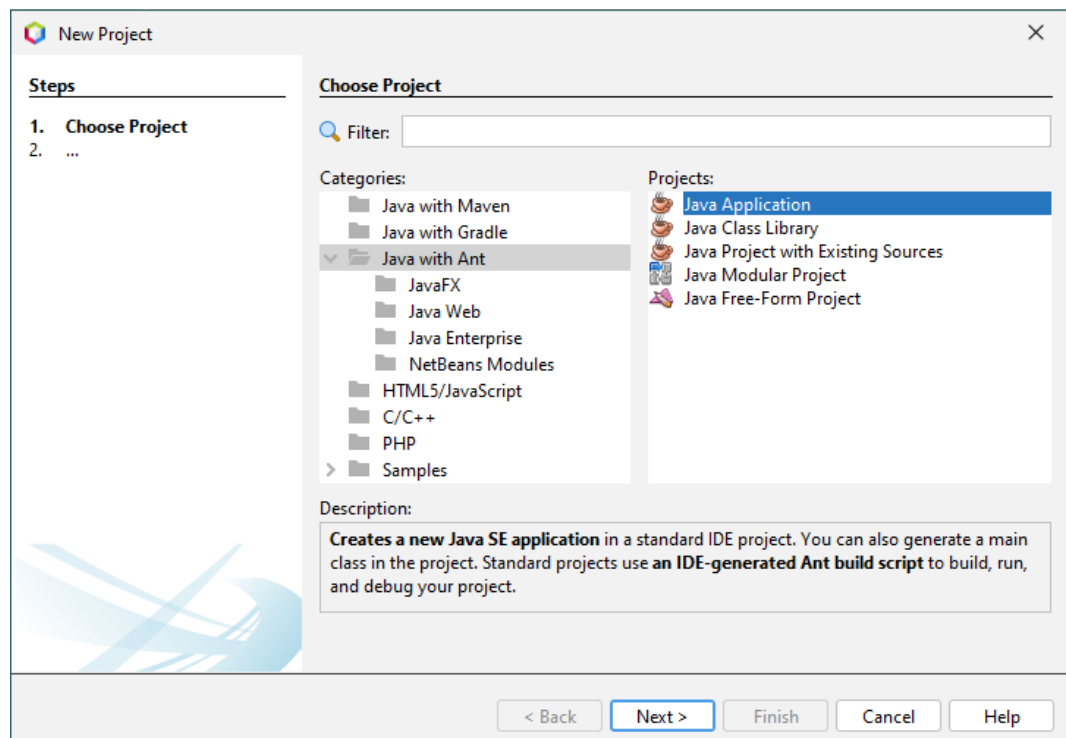 New Project
Steps
1. Choose Project
2. ...
Choose Project
Filter:
Categories:
Java with Maven
Java with Gradle
Java with Ant
JavaFX
Java Web
Java Enterprise
NetBeans Modules
HTML5/JavaScript
C/C++
PHP
Samples
Projects:
Java Application
Java Class Library
Java Project with Existing Sources
Java Modular Project
Java Free-Form Project
Description:
Creates a new Java SE application in a standard IDE project. You can also generate a main
class in the project. Standard projects use an IDE-generated Ant build script to build, run,
and debug your project.
< Back
Next >
Finish
Cancel
Help